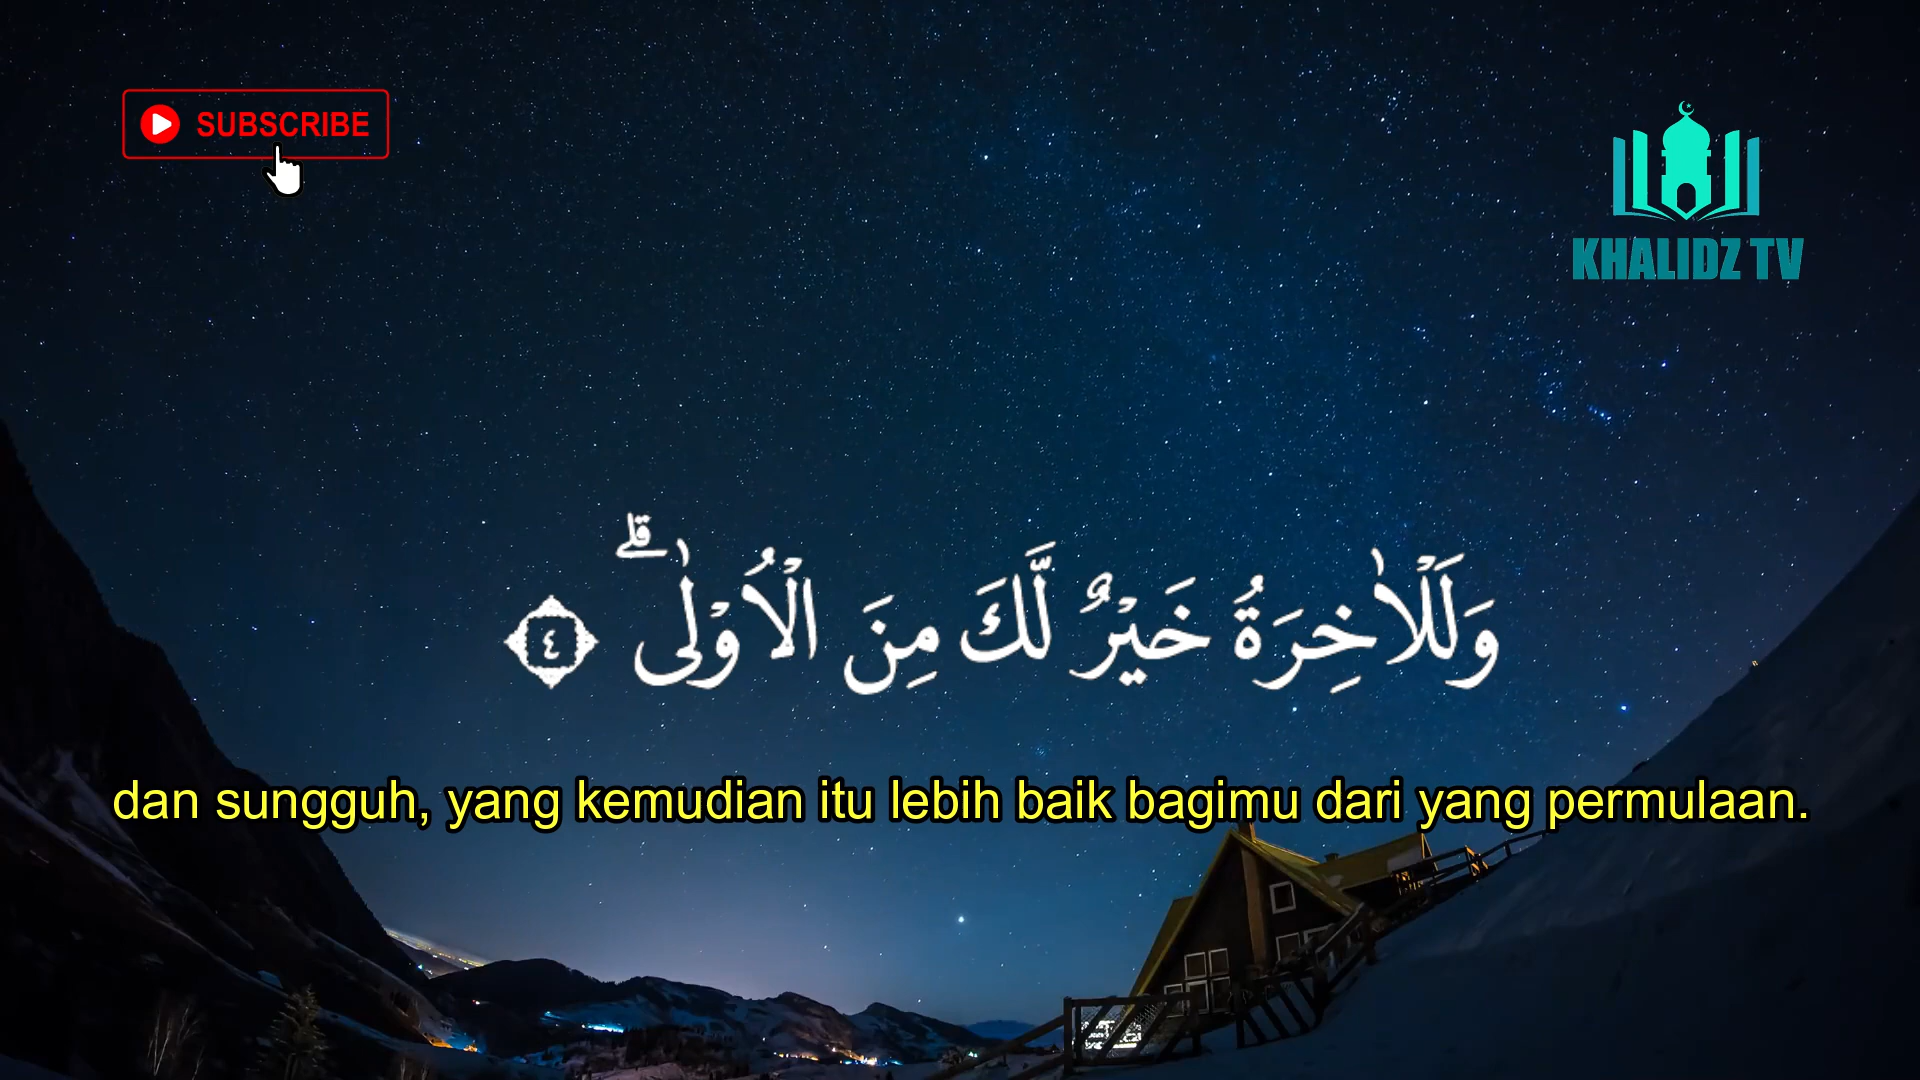 SUBSCRIBE
KHALIDZ TV
وَلَلْاٰخِرَةُ خَيْرٌ لَّكَ مِنَ الْاُوْلٰىۗ ٤
dan sungguh, yang kemudian itu lebih baik bagimu dari yang permulaan.